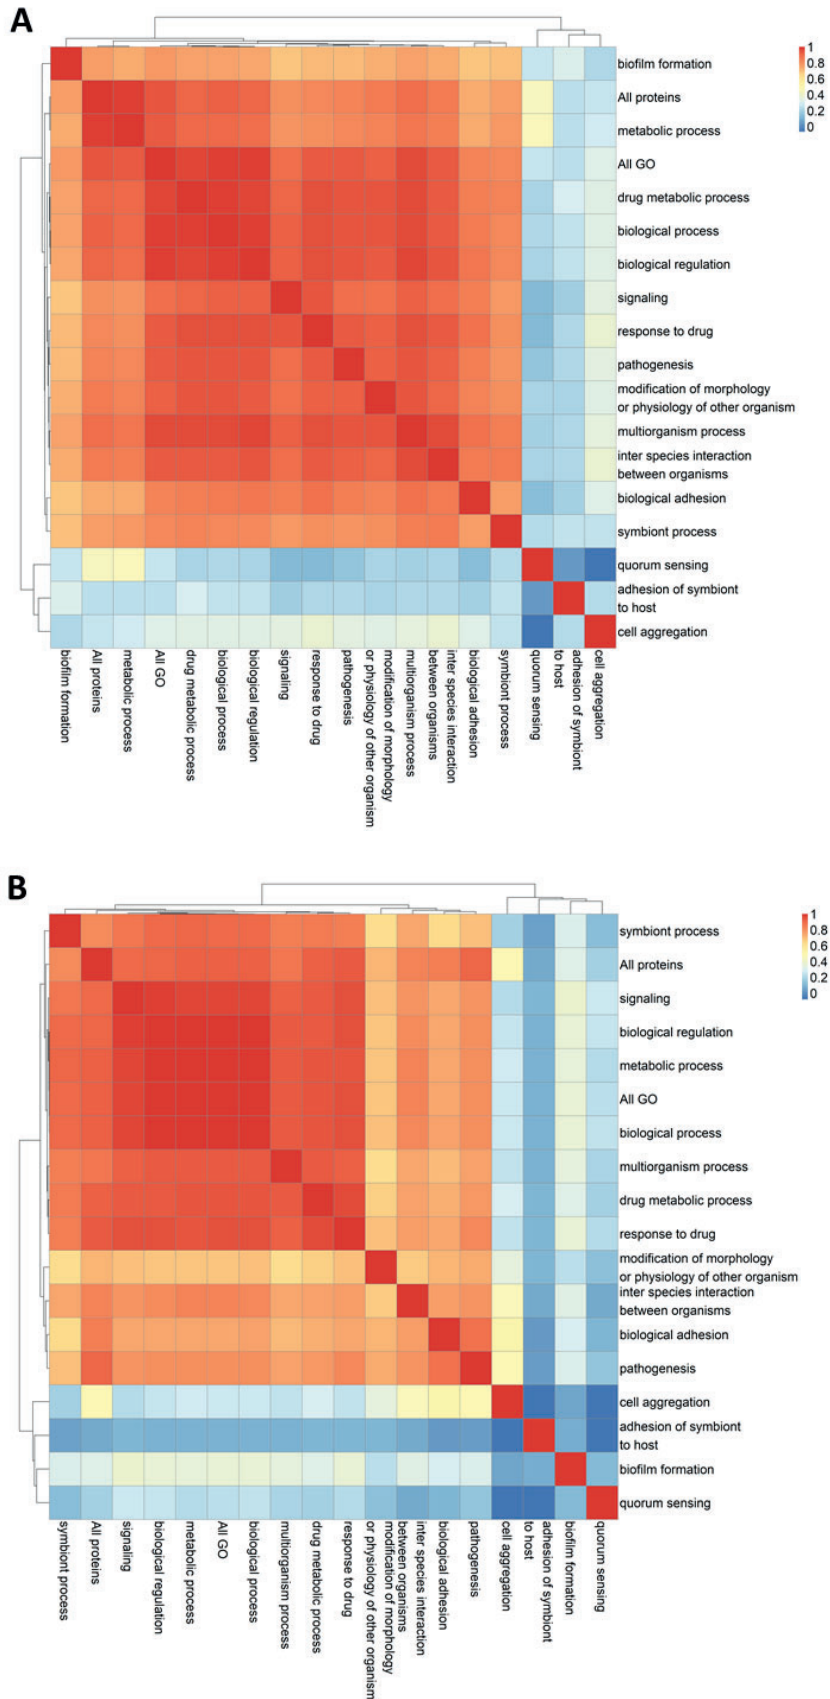 A
biofilm formation
All proteins
metabolic process
All GO
drug metabolic process
biological process
biological regulation
signaling
response to drug
pathogenesis
modification of morphology
or physiology of other organism
multiorganism process
inter species interaction
between organisms
biological adhesion
symbiont process
quorum sensing
adhesion of symbiont
to host
cell aggregation
1
0.8
0.6
0.4
0.2
0
biofilm formation
All proteins
metabolic process
All GO
drug metabolic process
biological process
biological regulation
signaling
response to drug
pathogenesis
or physiology of other organism
modification of morphology
multiorganism process
between organisms
inter species interaction
biological adhesion
symbiont process
quorum sensing
to host
adhesion of symbiont
cell aggregation
B
symbiont process
All proteins
signaling
biological regulation
metabolic process
All GO
biological process
multiorganism process
drug metabolic process
response to drug
modification of morphology
or physiology of other organism
inter species interaction
between organisms
biological adhesion
pathogenesis
cell aggregation
adhesion of symbiont
to host
biofilm formation
quorum sensing
1
0.8
0.6
0.4
0.2
0
symbiont process
All proteins
signaling
biological regulation
metabolic process
All GO
biological process
multiorganism process
drug metabolic process
response to drug
or physiology of other organism
modification of morphology
between organisms
inter species interaction
biological adhesion
pathogenesis
cell aggregation
to host
adhesion of symbiont
biofilm formation
quorum sensing